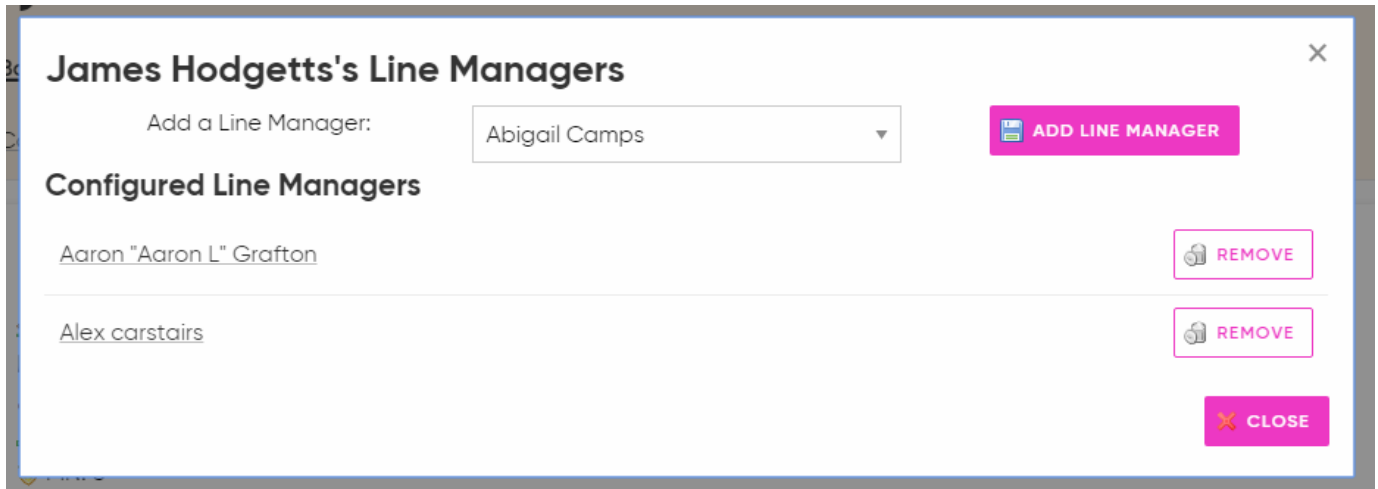 James Hodgetts's Line Managers
×
Add a Line Manager:
Abigail Camps
ADD LINE MANAGER
Configured Line Managers
Aaron "Aaron L" Grafton
REMOVE
Alex carstairs
REMOVE
CLOSE